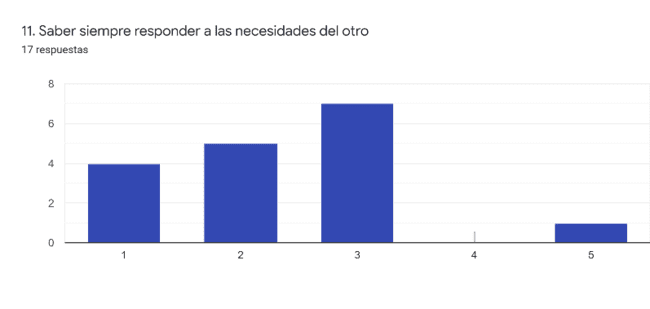 11. Saber siempre responder a las necesidades del otro
17 respuestas
8
6
4
2
0
1 2 3 4 5